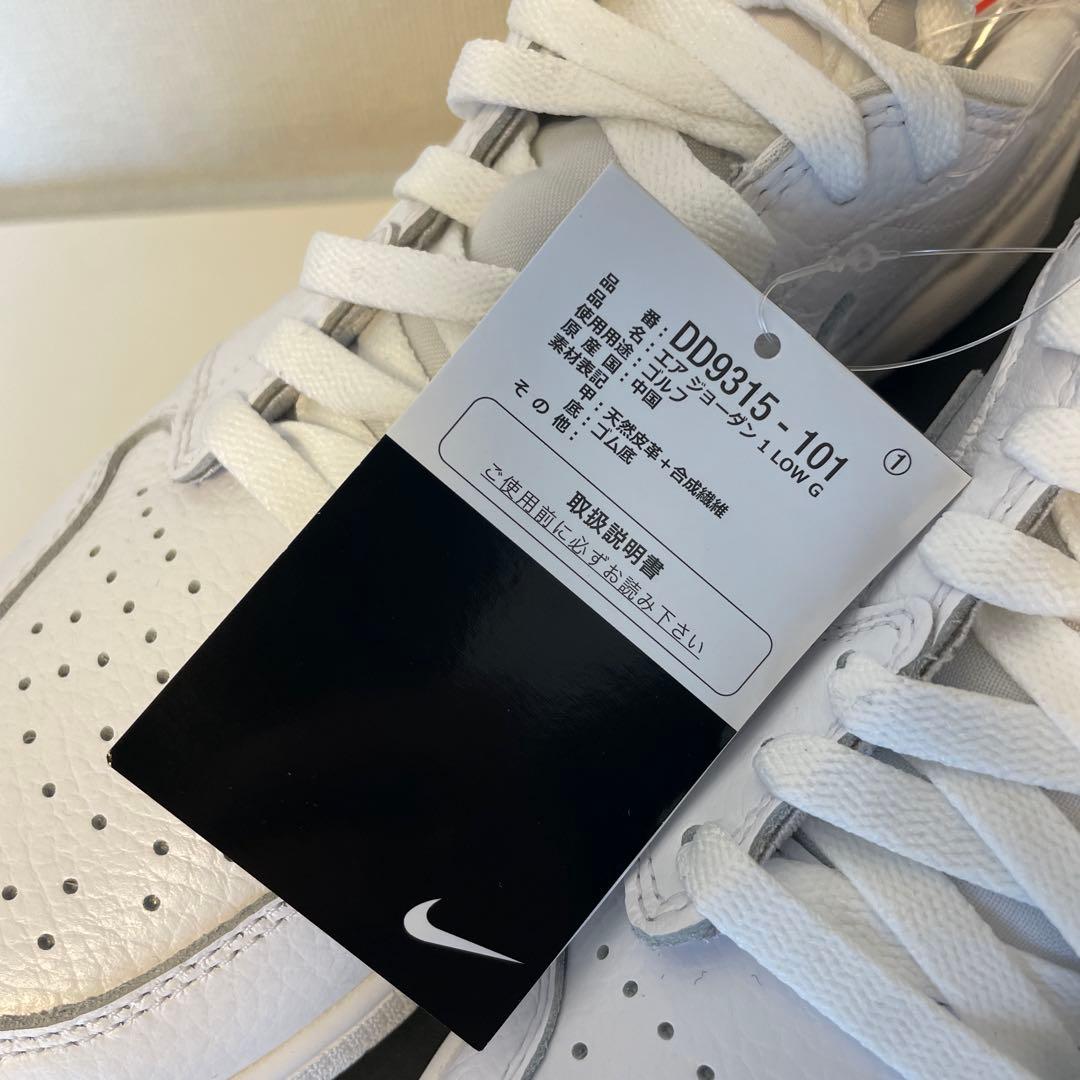 品番：DD9315-101
品名：エア ジョーダン 1 LOW G
使用用途：ゴルフ
原産国：中国
素材表記
甲：天然皮革+合成繊維
底：ゴム底
その他：
①
取扱説明書
ご使用前に必ずお読み下さい